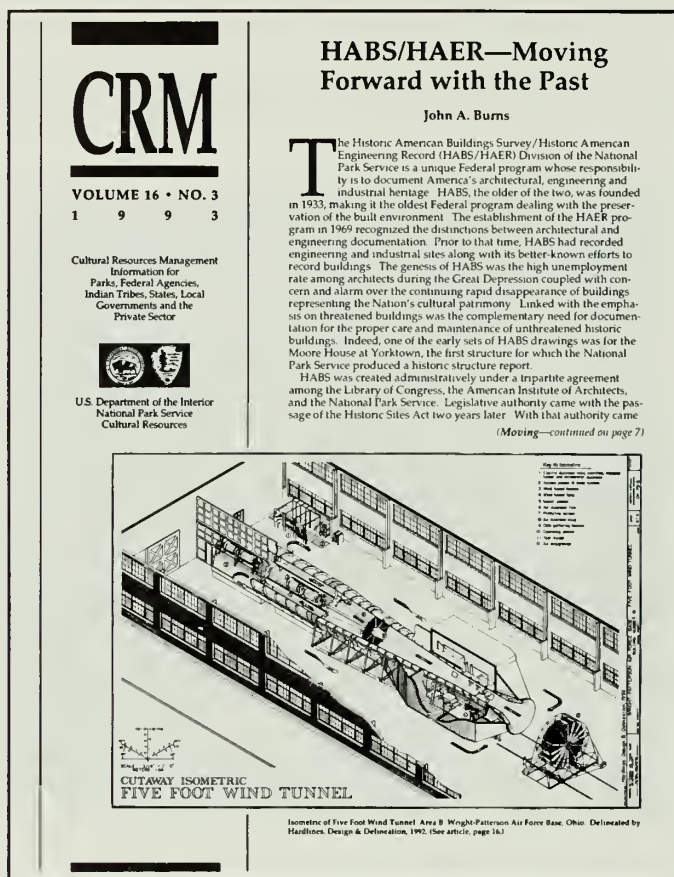 CRM
VOLUME 16 • NO. 3
1 9 9 3
Cultural Resources Management
Information for
Parks, Federal Agencies,
Indian Tribes, States, Local
Governments and the
Private Sector
U.S. Department of the Interior
National Park Service
Cultural Resources
HABS/HAER—Moving
Forward with the Past
John A. Burns
The Historic American Buildings Survey/Historic American
Engineering Record (HABS/HAER) Division of the National
Park Service is a unique Federal program whose responsibili-
ty is to document America's architectural, engineering and
industrial heritage HABS, the older of the two, was founded
in 1933, making it the oldest Federal program dealing with the preser-
vation of the built environment The establishment of the HAER pro-
gram in 1969 recognized the distinctions between architectural and
engineering documentation. Prior to that time, HABS had recorded
engineering and industrial sites along with its better-known efforts to
record buildings The genesis of HABS was the high unemployment
rate among architects during the Great Depression coupled with con-
cern and alarm over the continuing rapid disappearance of buildings
representing the Nation's cultural patrimony Linked with the empha-
sis on threatened buildings was the complementary need for documen-
tation for the proper care and maintenance of unthreatened historic
buildings. Indeed, one of the early sets of HABS drawings was for the
Moore House at Yorktown, the first structure for which the National
Park Service produced a historic structure report.
HABS was created administratively under a tripartite agreement
among the Library of Congress, the American Institute of Architects,
and the National Park Service. Legislative authority came with the pas-
sage of the Historic Sites Act two years later With that authority came
(Moving—continued on page 7)
CUTAWAY ISOMETRIC
FIVE FOOT WIND TUNNEL
Isometric of Five Foot Wind Tunnel Area B Wright-Patterson Air Force Base, Ohio. Delineated by
Hardlines. Design & Delineation, 1992. (See article, page 16.)